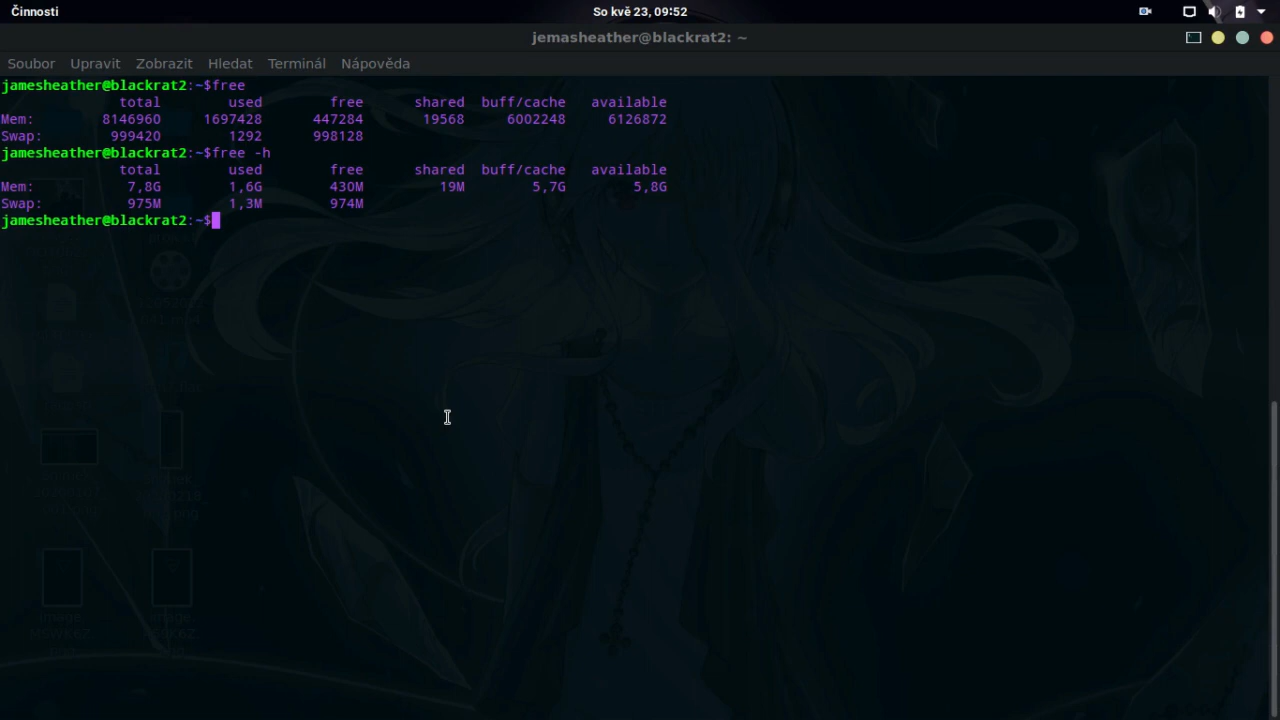 Činnosti So kvě 23, 09:52
jemasheather@blackrat2: ~
Soubor Upravit Zobrazit Hledat Terminál Nápověda
jamesheather@blackrat2:~$free
total used free shared buff/cache available
Mem: 8146960 1697428 447284 19568 6002248 6126872
Swap: 999420 1292 998128
jamesheather@blackrat2:~$free -h
total used free shared buff/cache available
Mem: 7,8G 1,6G 430M 19M 5,7G 5,8G
Swap: 975M 1,3M 974M
jamesheather@blackrat2:~$